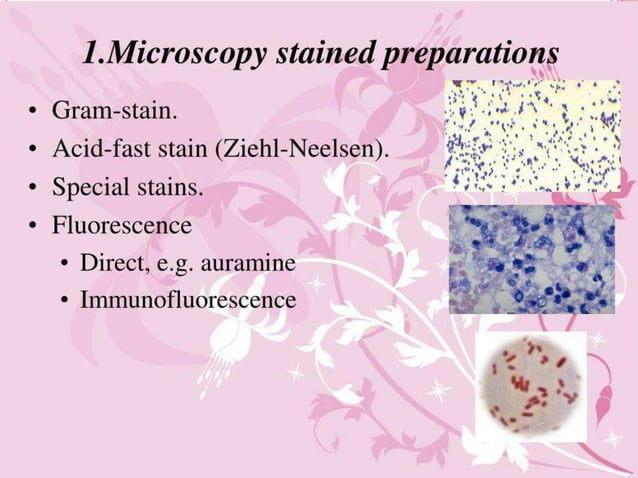 1.Microscopy stained preparations
• Gram-stain.
• Acid-fast stain (Ziehl-Neelsen).
• Special stains.
• Fluorescence
• Direct, e.g. auramine
• Immunofluorescence